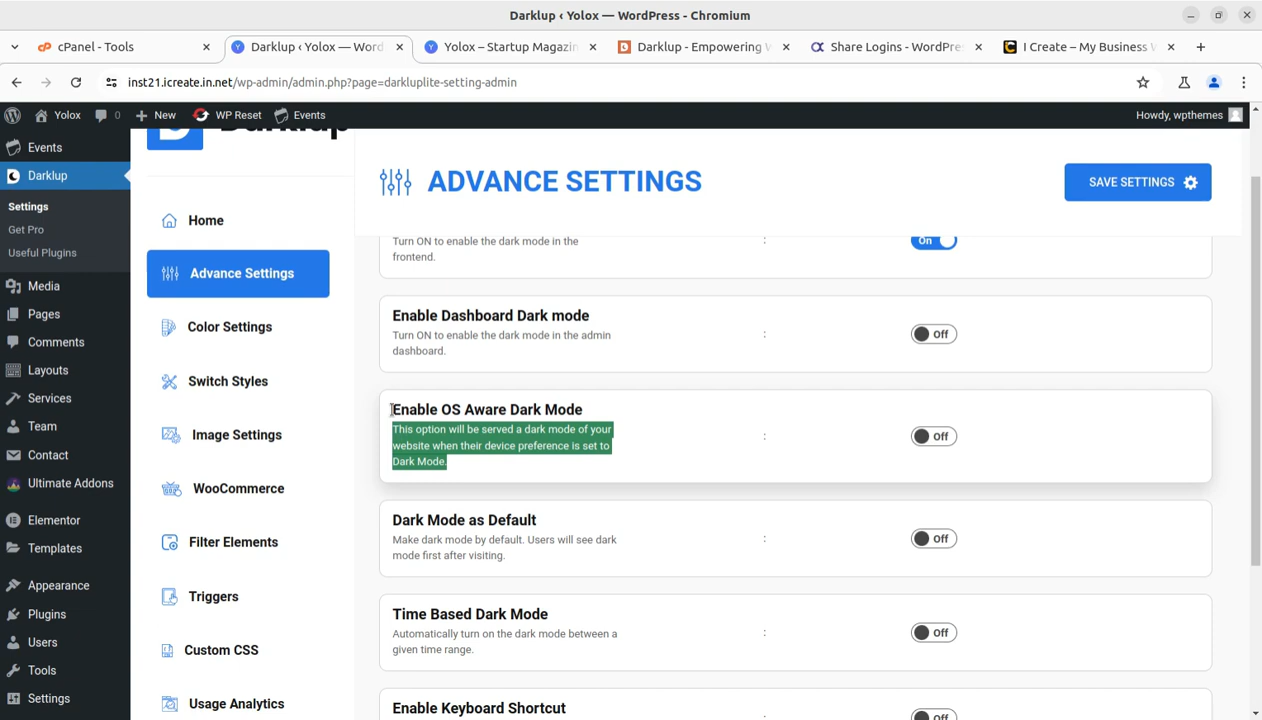 Darklup ‹ Yolox — WordPress - Chromium
cPanel - Tools
Darklup ‹ Yolox — Word
Yolox – Startup Magazin
Darklup - Empowering W
Share Logins - WordPre
I Create – My Business W
inst21.icreate.in.net/wp-admin/admin.php?page=darkluplite-setting-admin
Yolox
0
New
WP Reset
Events
Howdy, wpthemes
Events
Darklup
Settings
Get Pro
Useful Plugins
Media
Pages
Comments
Layouts
Services
Team
Contact
Ultimate Addons
Elementor
Templates
Appearance
Plugins
Users
Tools
Settings
Darklup
Home
Advance Settings
Color Settings
Switch Styles
Image Settings
WooCommerce
Filter Elements
Triggers
Custom CSS
Usage Analytics
ADVANCE SETTINGS
SAVE SETTINGS
Turn ON to enable the dark mode in the
frontend.
:
On
Enable Dashboard Dark mode
Turn ON to enable the dark mode in the admin
dashboard.
:
Off
Enable OS Aware Dark Mode
This option will be served a dark mode of your
website when their device preference is set to
Dark Mode.
:
Off
Dark Mode as Default
Make dark mode by default. Users will see dark
mode first after visiting.
:
Off
Time Based Dark Mode
Automatically turn on the dark mode between a
given time range.
:
Off
Enable Keyboard Shortcut
:
Off